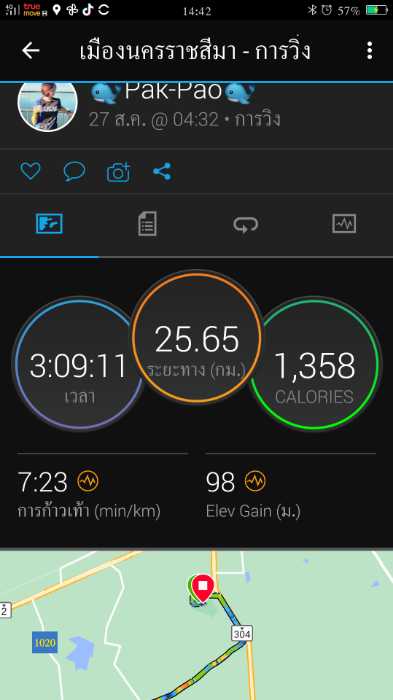 4G true move H 14:42 57%
เมืองนครราชสีมา - การวิ่ง
Pak-Pao
27 ส.ค. @ 04:32 • การวิ่ง
3:09:11
เวลา
25.65
ระยะทาง (กม.)
1,358
CALORIES
7:23
การก้าวเท้า (min/km)
98
Elev Gain (ม.)
2
304
1020